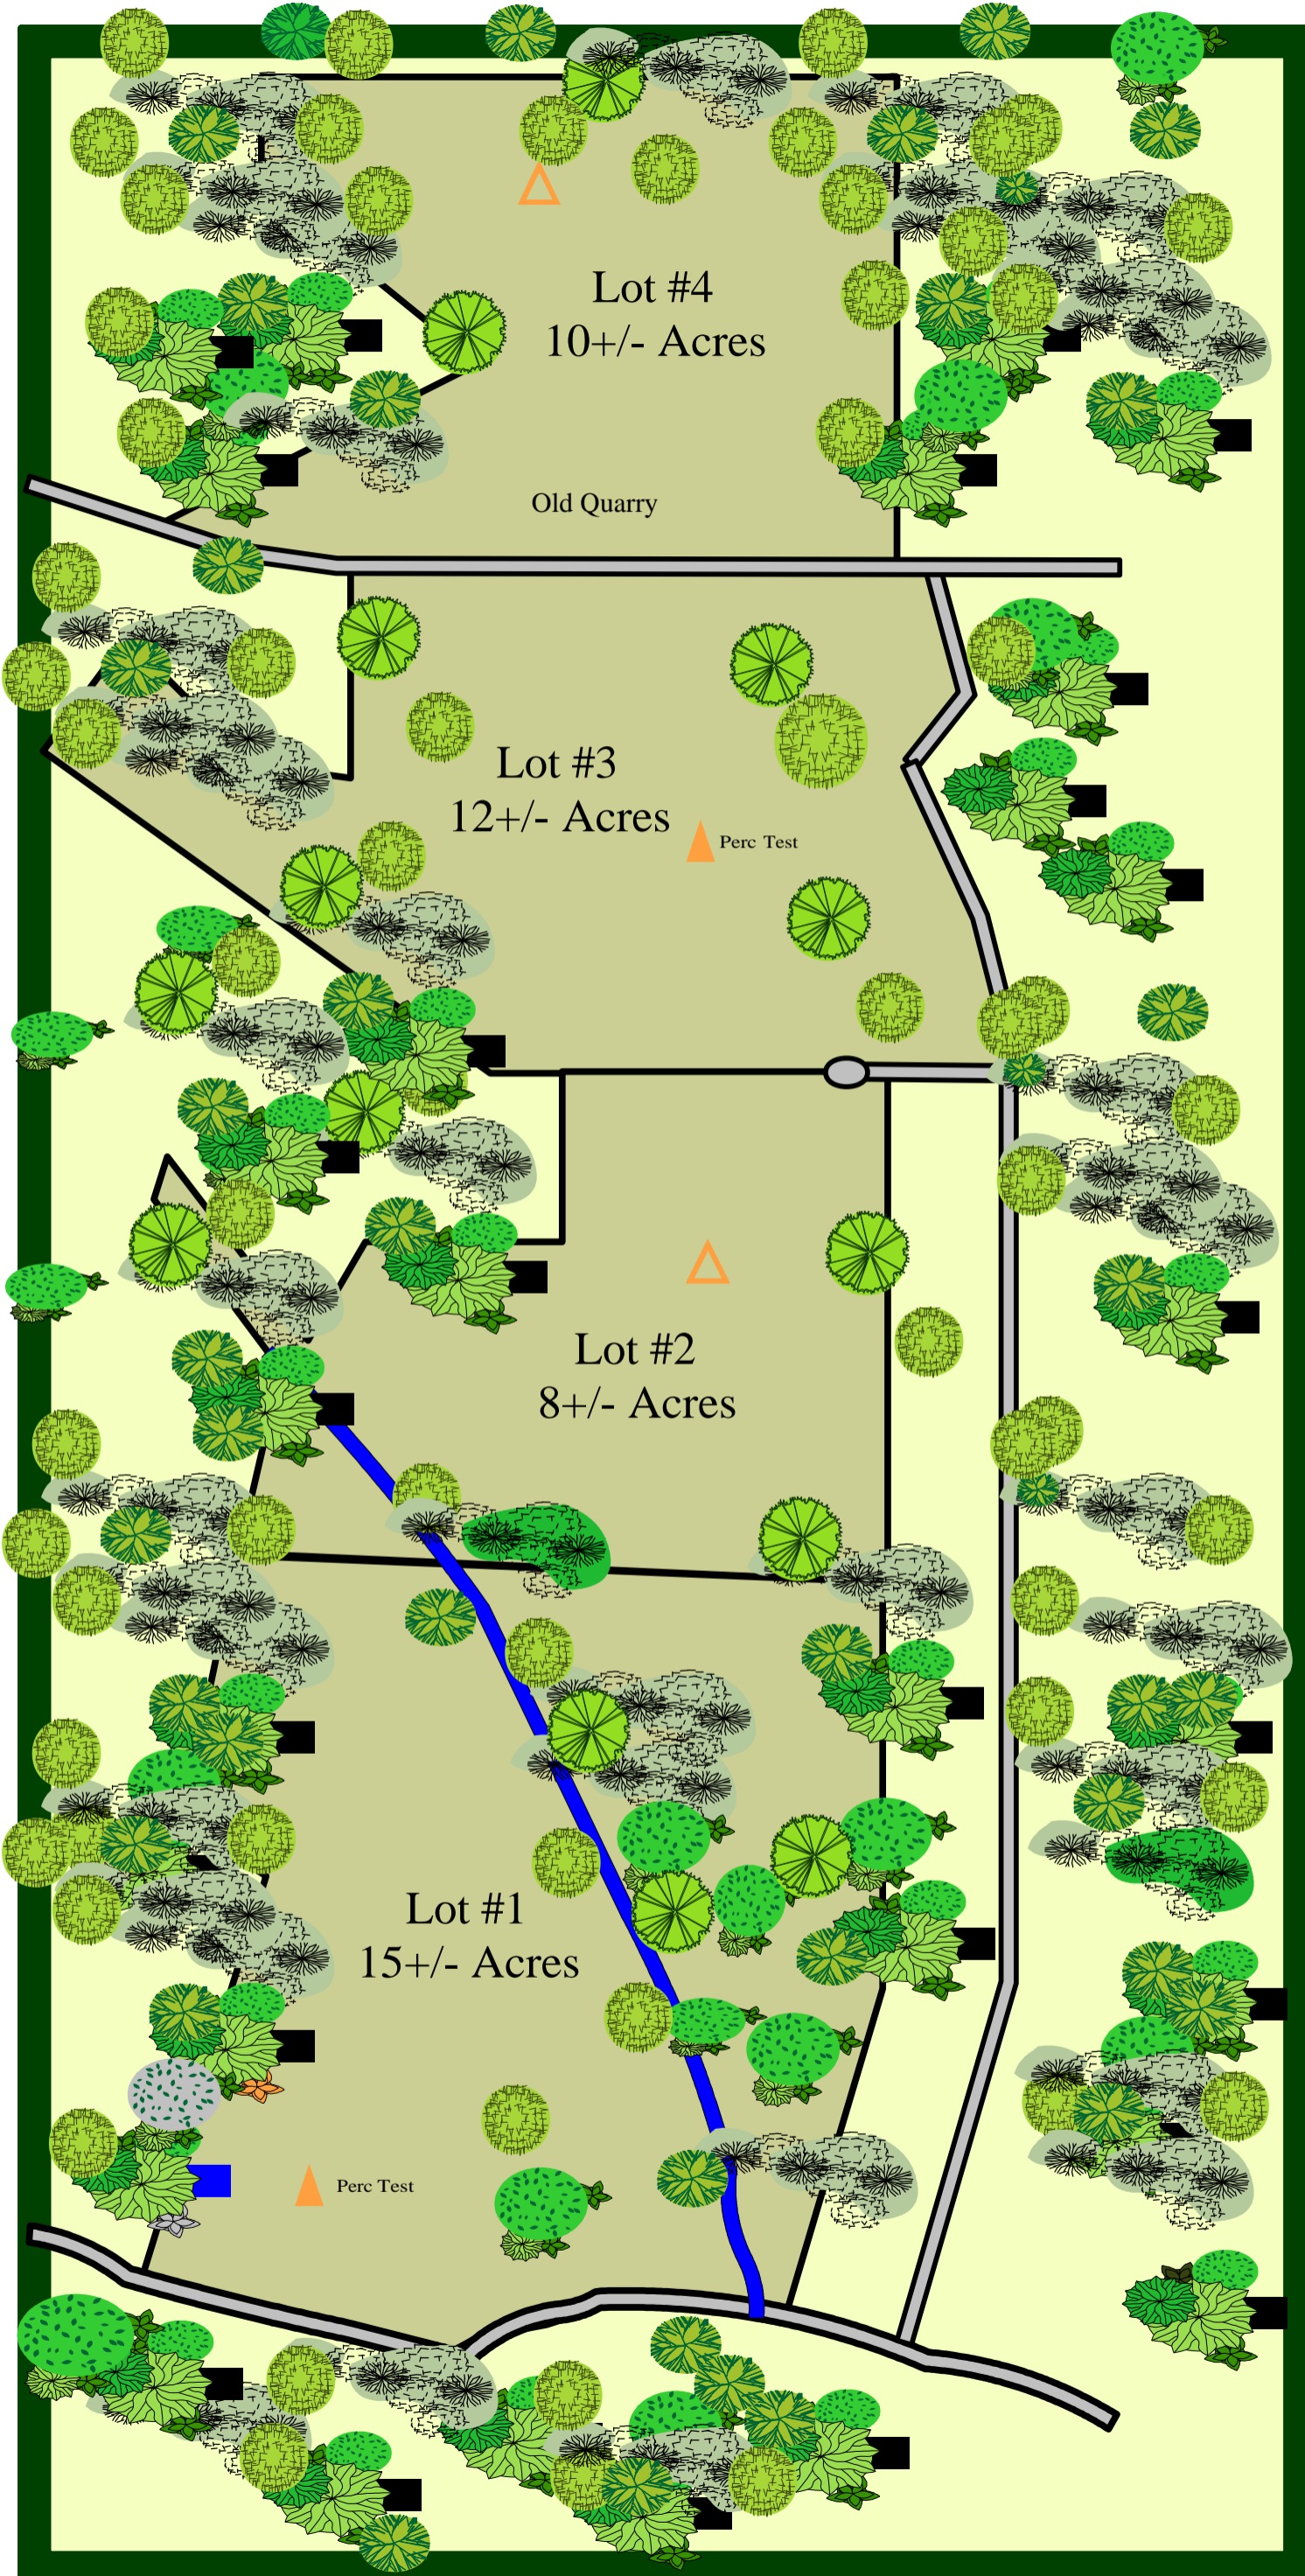 Lot #4
10+/- Acres
Old Quarry
Lot #3
12+/- Acres
Perc Test
Lot #2
8+/- Acres
Lot #1
15+/- Acres
Perc Test